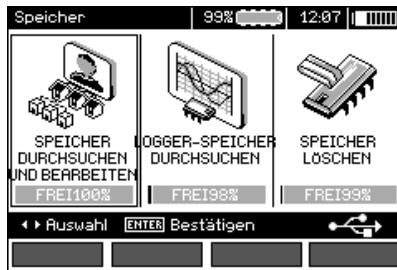 Speicher 99% 12:07
SPEICHER
DURCHSUCHEN
UND BEARBEITEN
FREI100%
LOGGER-SPEICHER
DURCHSUCHEN
FREI98%
SPEICHER
LÖSCHEN
FREI99%
Auswahl ENTER Bestätigen